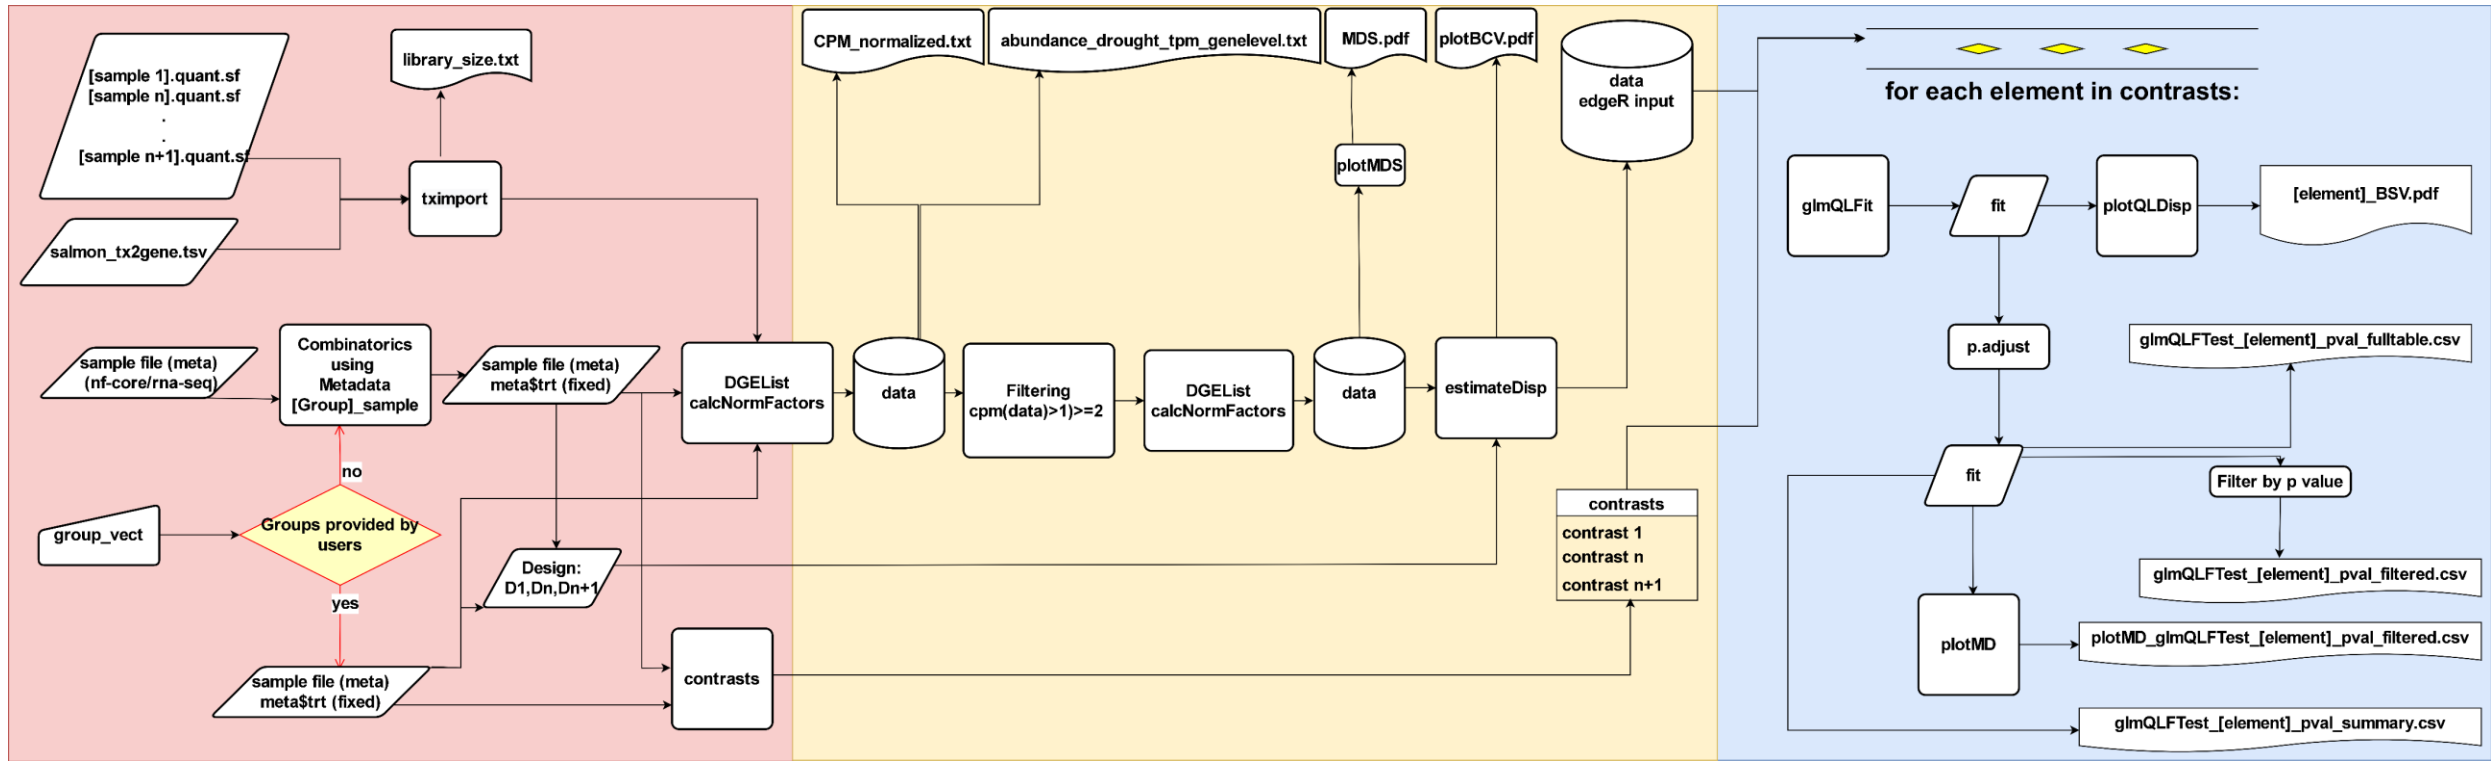 [sample 1].quant.sf
[sample n].quant.sf
.
.
[sample n+1].quant.sf
library_size.txt
tximport
salmon_tx2gene.tsv
sample file (meta)
(nf-core/rna-seq)
Combinatorics
using
Metadata
[Group]_sample
sample file (meta)
meta$trt (fixed)
no
group_vect
Groups provided by
users
yes
Design:
D1,Dn,Dn+1
sample file (meta)
meta$trt (fixed)
contrasts
DGEList
calcNormFactors
CPM_normalized.txt
abundance_drought_tpm_genelevel.txt
MDS.pdf
plotBCV.pdf
data
edgeR input
plotMDS
data
Filtering
cpm(data)>1)>=2
DGEList
calcNormFactors
data
estimateDisp
contrasts
contrast 1
contrast n
contrast n+1
for each element in contrasts:
glmQLFit
fit
plotQLDisp
[element]_BSV.pdf
p.adjust
glmQLFTest_[element]_pval_fulltable.csv
fit
Filter by p value
glmQLFTest_[element]_pval_filtered.csv
plotMD
plotMD_glmQLFTest_[element]_pval_filtered.csv
glmQLFTest_[element]_pval_summary.csv